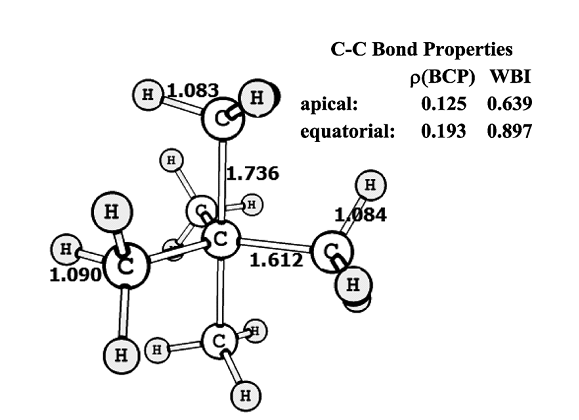 C-C Bond Properties
ρ(BCP) WBI
apical: 0.125 0.639
equatorial: 0.193 0.897
H 1.083 H
C
H
1.736
H
C H
1.084
H
H
C
C
1.612
C
1.090
H
H
C
H
H
H
H